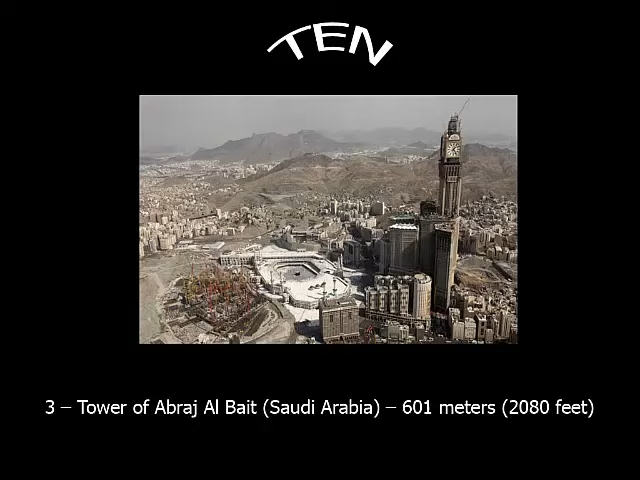 TEN
3 – Tower of Abraj Al Bait (Saudi Arabia) – 601 meters (2080 feet)